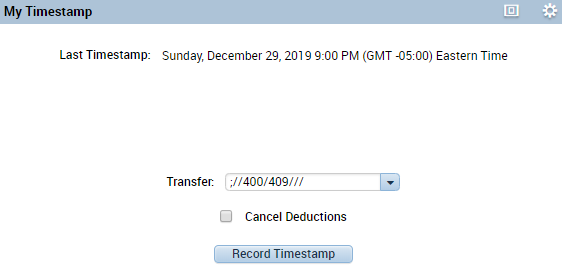 My Timestamp
Last Timestamp: Sunday, December 29, 2019 9:00 PM (GMT -05:00) Eastern Time
Transfer: ;//400/409///
Cancel Deductions
Record Timestamp